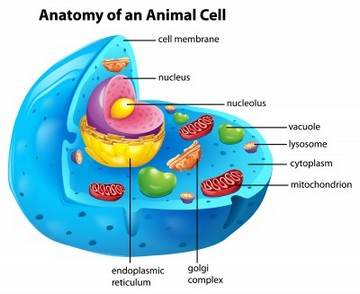 Anatomy of an Animal Cell
cell membrane
nucleus
nucleolus
vacuole
lysosome
cytoplasm
mitochondrion
endoplasmic
reticulum
golgi
complex